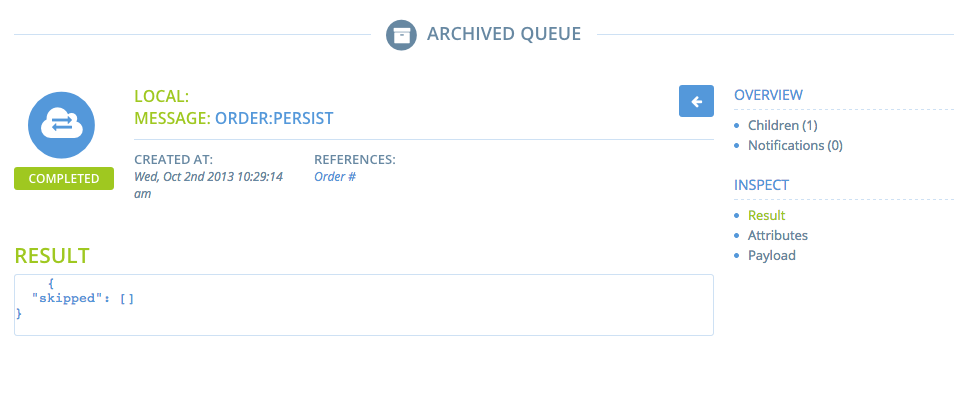 ARCHIVED QUEUE
LOCAL:
MESSAGE: ORDER:PERSIST
COMPLETED
CREATED AT:
Wed, Oct 2nd 2013 10:29:14
am
REFERENCES:
Order #
RESULT
{
"skipped": []
}
OVERVIEW
Children (1)
Notifications (0)
INSPECT
Result
Attributes
Payload